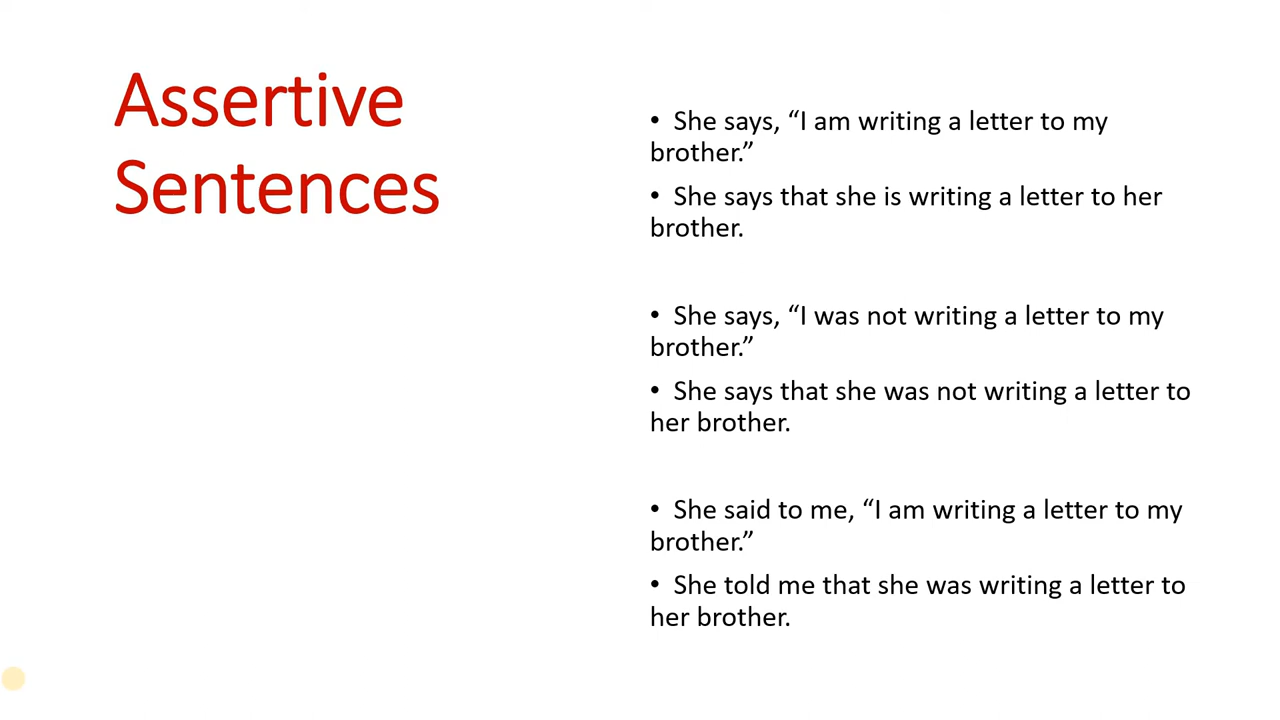 Assertive
Sentences
• She says, “I am writing a letter to my
brother.”
• She says that she is writing a letter to her
brother.
• She says, “I was not writing a letter to my
brother.”
• She says that she was not writing a letter to
her brother.
• She said to me, “I am writing a letter to my
brother.”
• She told me that she was writing a letter to
her brother.